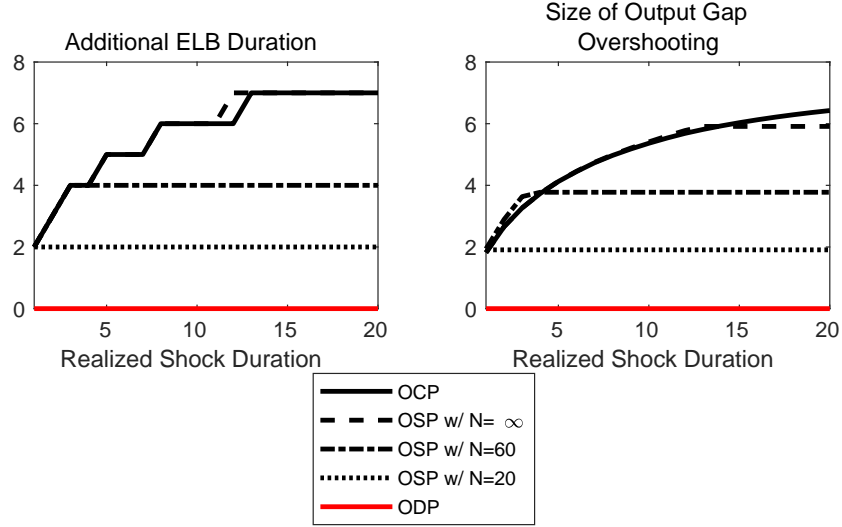 Additional ELB Duration
8
6
4
2
0
5 10 15 20
Realized Shock Duration
Size of Output Gap
Overshooting
8
6
4
2
0
5 10 15 20
Realized Shock Duration
OCP
OSP w/ N= ∞
OSP w/ N=60
OSP w/ N=20
ODP